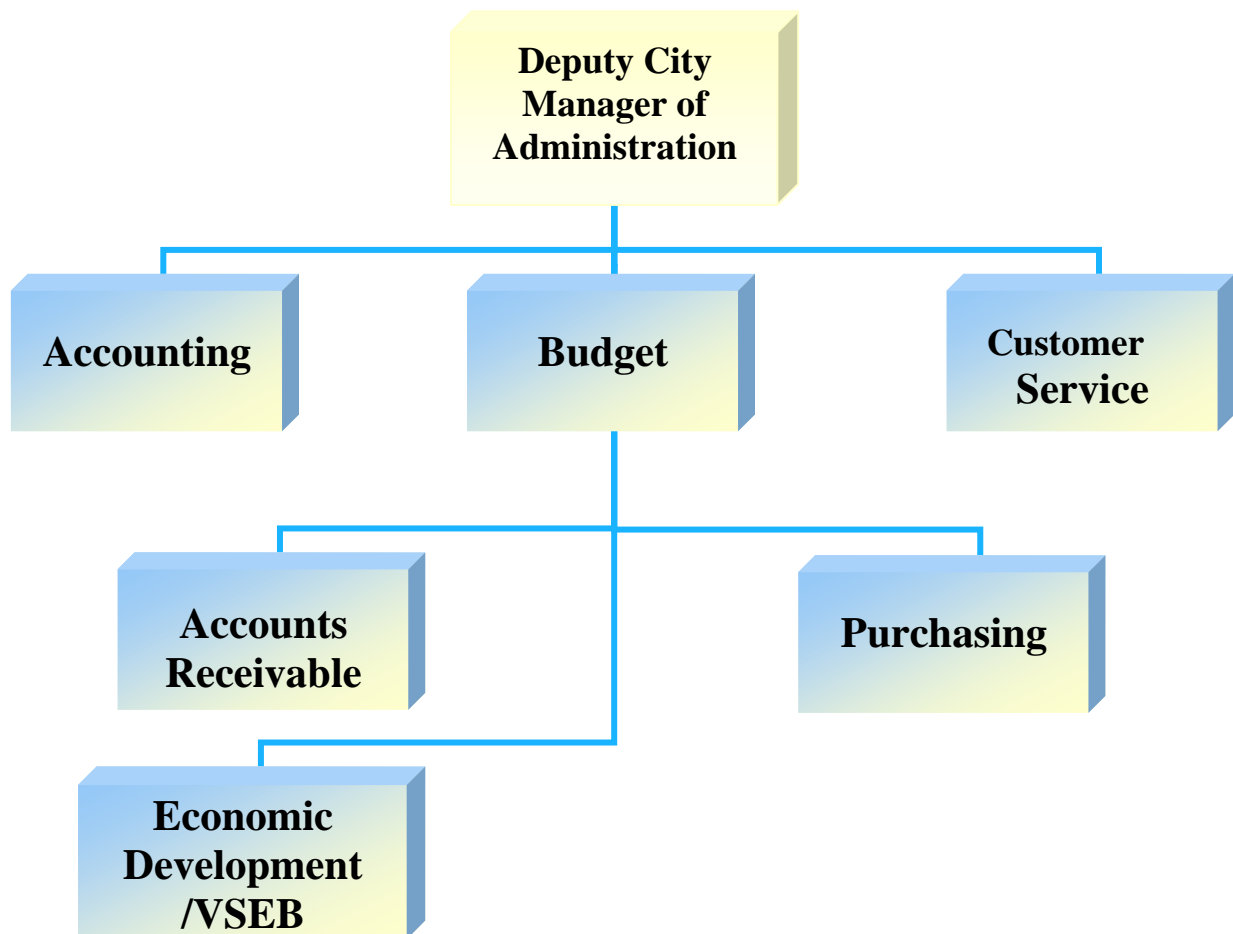 Deputy City
Manager of
Administration
Accounting
Budget
Customer
Service
Accounts
Receivable
Purchasing
Economic
Development
/VSEB